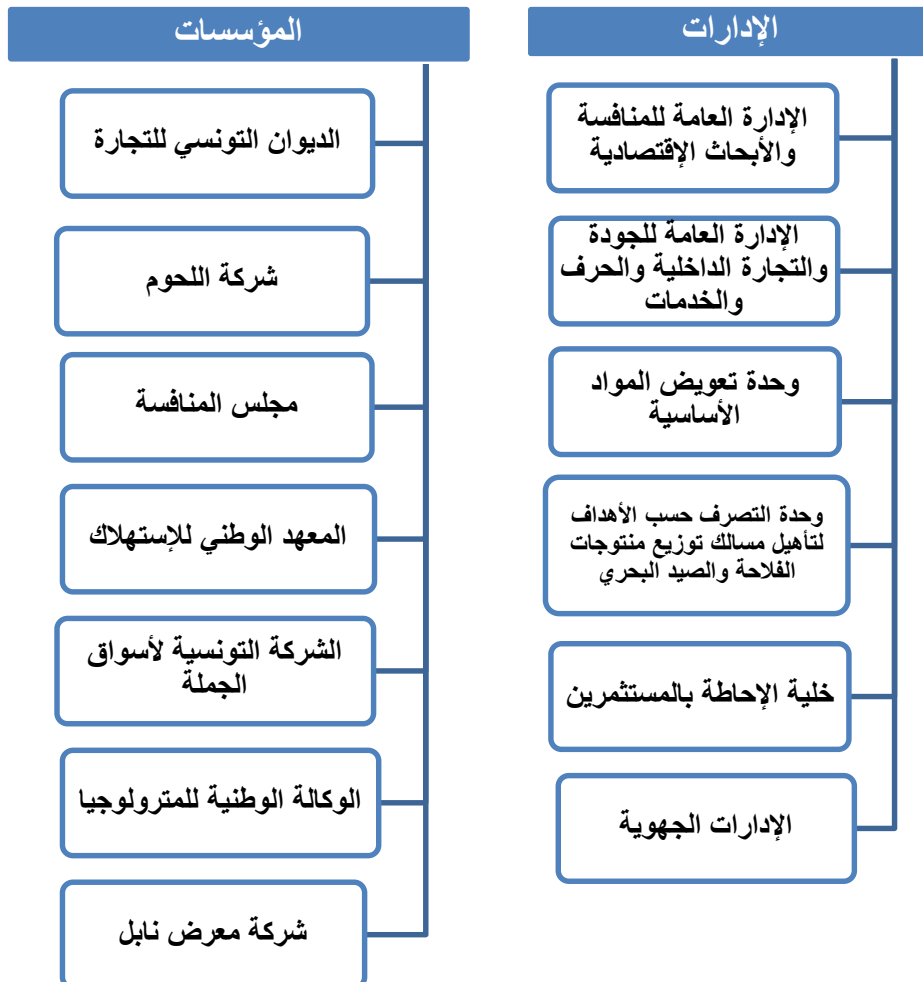 الإدارات
الإدارة العامة للمنافسة
والأبحاث الإقتصادية
الإدارة العامة للجودة
والتجارة الداخلية والحرف
والخدمات
وحدة تعويض المواد
الأساسية
وحدة التصرف حسب الأهداف
لتأهيل مسالك توزيع منتوجات
الفلاحة والصيد البحري
خلية الإحاطة بالمستثمرين
الإدارات الجهوية
المؤسسات
الديوان التونسي للتجارة
شركة اللحوم
مجلس المنافسة
المعهد الوطني للإستهلاك
الشركة التونسية لأسواق
الجملة
الوكالة الوطنية للمترولوجيا
شركة معرض نابل